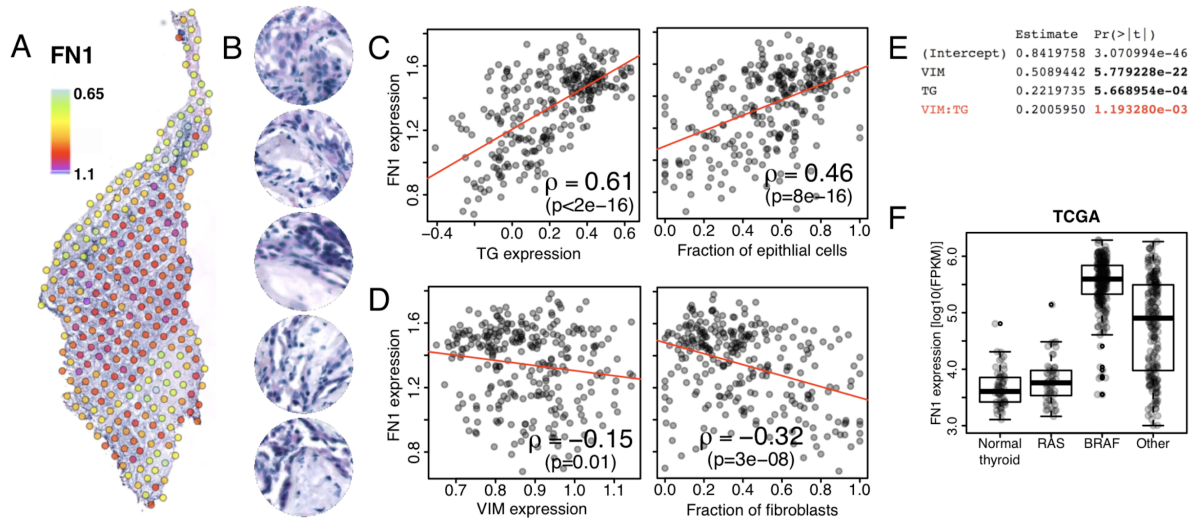 A
FN1
0.65
1.1
B
C
FN1 expression
1.6
1.2
0.8
ρ = 0.61
(p<2e−16)
−0.4
0.0
0.2
0.4
0.6
TG expression
ρ = 0.46
(p=8e−16)
0.0
0.2
0.4
0.6
0.8
1.0
Fraction of epithlial cells
D
FN1 expression
1.6
1.2
0.8
ρ = −0.15
(p=0.01)
0.7
0.8
0.9
1.0
1.1
VIM expression
ρ = −0.32
(p=3e−08)
0.0
0.2
0.4
0.6
0.8
1.0
Fraction of fibroblasts
E
Estimate Pr(>|t|)
(Intercept) 0.8419758 3.070994e-46
VIM 0.5089442 5.779228e-22
TG 0.2219735 5.668954e-04
VIM:TG 0.2005950 1.193280e-03
F
TCGA
FN1 expression [log10(FPKM)]
6.0
5.0
4.0
3.0
Normal
thyroid
RAS
BRAF
Other